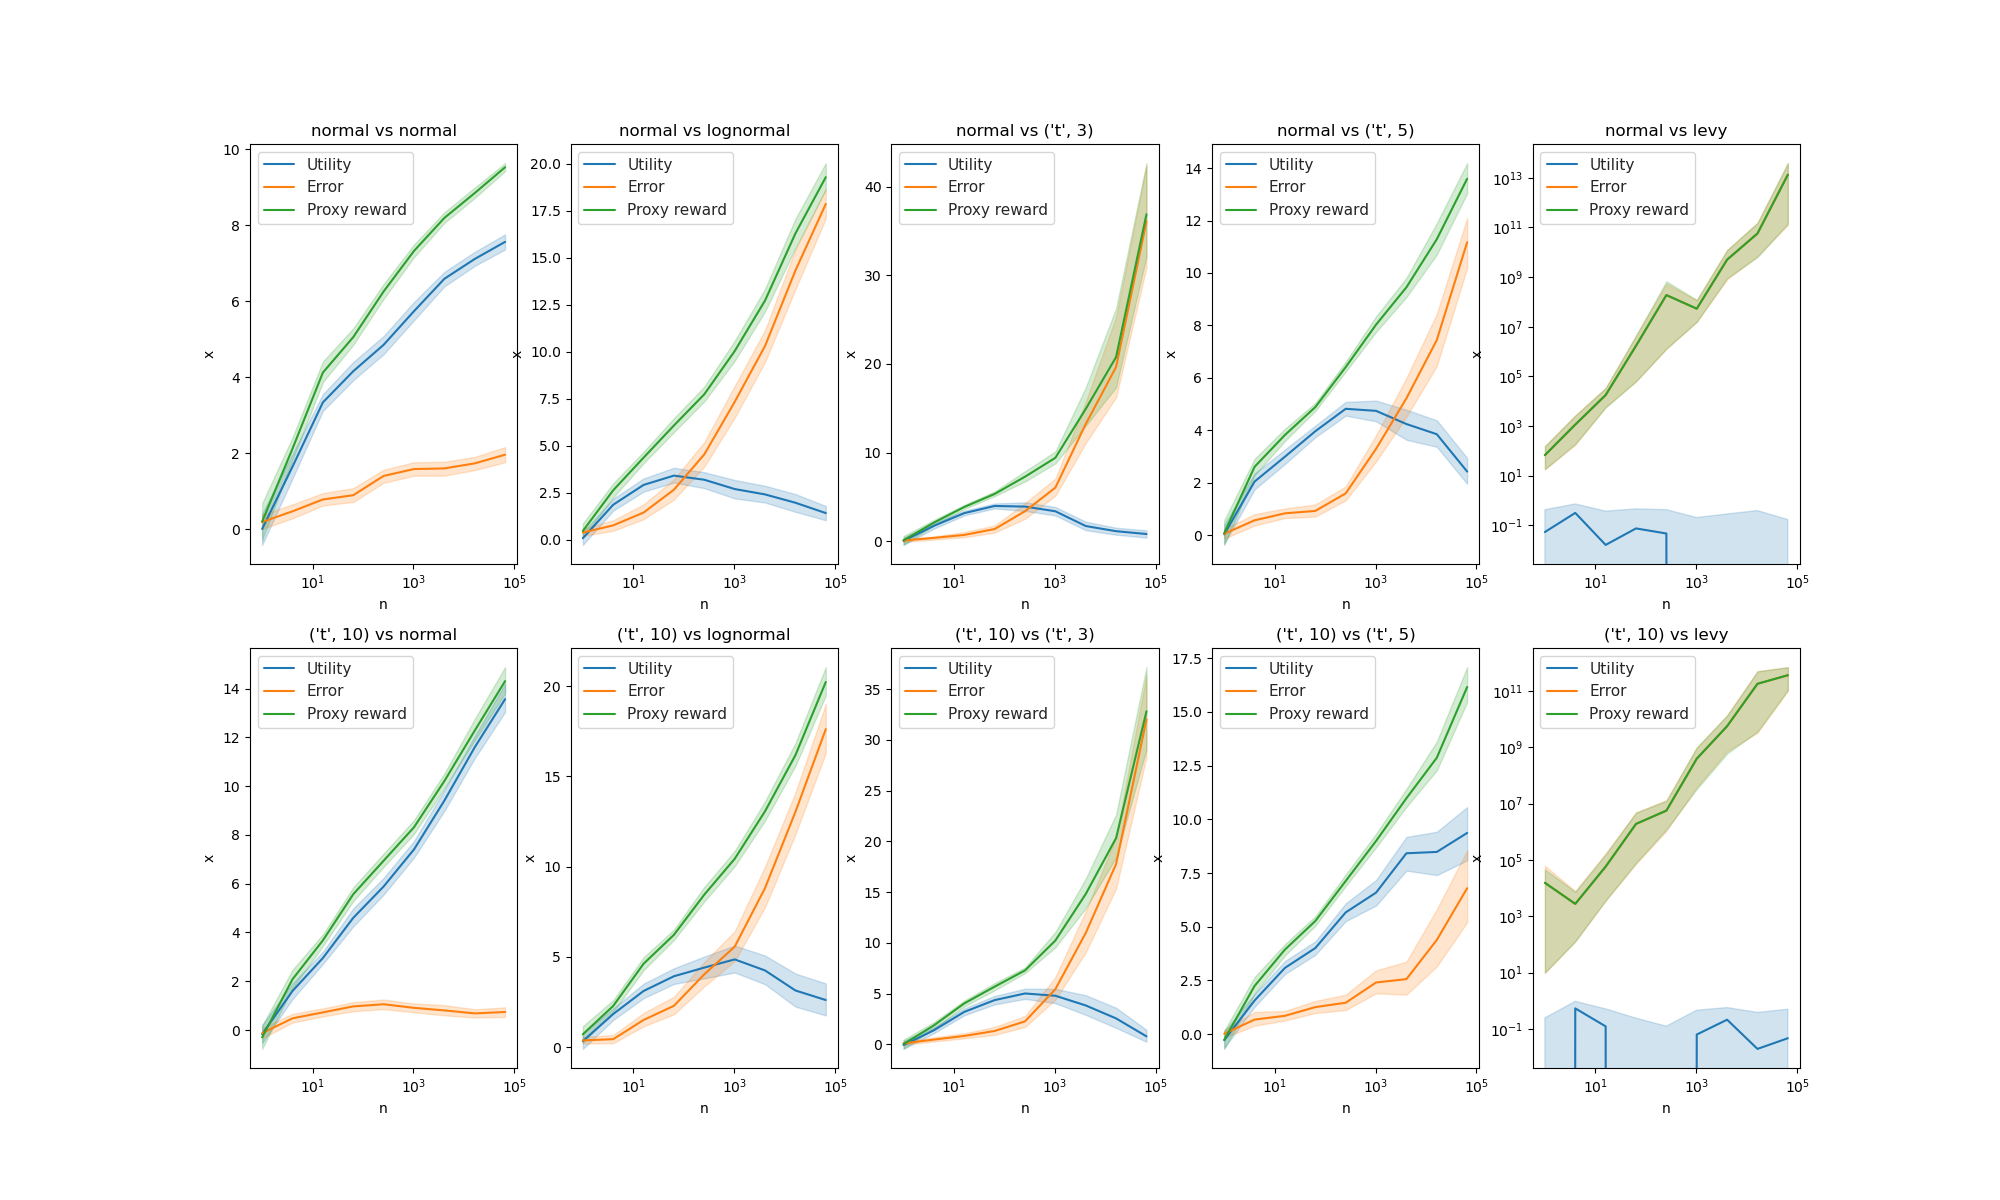 normal vs normal
10
8
6
4
2
0
x
Utility
Error
Proxy reward
10^1
10^3
10^5
n
normal vs lognormal
20.0
17.5
15.0
12.5
10.0
7.5
5.0
2.5
0.0
x
Utility
Error
Proxy reward
10^1
10^3
10^5
n
normal vs ('t', 3)
40
30
20
10
0
x
Utility
Error
Proxy reward
10^1
10^3
10^5
n
normal vs ('t', 5)
14
12
10
8
6
4
2
0
x
Utility
Error
Proxy reward
10^1
10^3
10^5
n
normal vs levy
10^13
10^11
10^9
10^7
10^5
10^3
10^1
10^−1
x
Utility
Error
Proxy reward
10^1
10^3
10^5
n
('t', 10) vs normal
14
12
10
8
6
4
2
0
x
Utility
Error
Proxy reward
10^1
10^3
10^5
n
('t', 10) vs lognormal
20
15
10
5
0
x
Utility
Error
Proxy reward
10^1
10^3
10^5
n
('t', 10) vs ('t', 3)
35
30
25
20
15
10
5
0
x
Utility
Error
Proxy reward
10^1
10^3
10^5
n
('t', 10) vs ('t', 5)
17.5
15.0
12.5
10.0
7.5
5.0
2.5
0.0
x
Utility
Error
Proxy reward
10^1
10^3
10^5
n
('t', 10) vs levy
10^11
10^9
10^7
10^5
10^3
10^1
10^−1
x
Utility
Error
Proxy reward
10^1
10^3
10^5
n